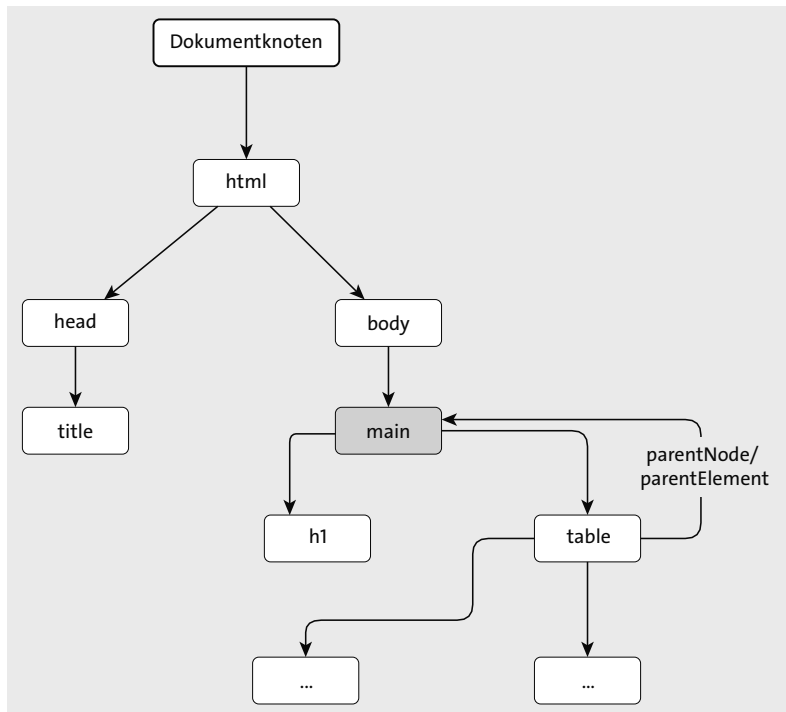 Dokumentknoten
html
head
body
title
main
parentNode/
parentElement
h1
table
...
...